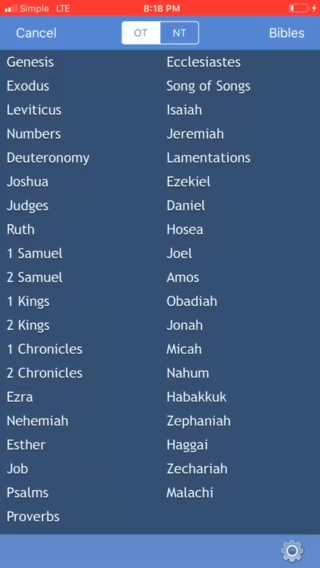 Simple LTE 8:18 PM
Cancel OT NT Bibles
Genesis
Exodus
Leviticus
Numbers
Deuteronomy
Joshua
Judges
Ruth
1 Samuel
2 Samuel
1 Kings
2 Kings
1 Chronicles
2 Chronicles
Ezra
Nehemiah
Esther
Job
Psalms
Proverbs
Ecclesiastes
Song of Songs
Isaiah
Jeremiah
Lamentations
Ezekiel
Daniel
Hosea
Joel
Amos
Obadiah
Jonah
Micah
Nahum
Habakkuk
Zephaniah
Haggai
Zechariah
Malachi